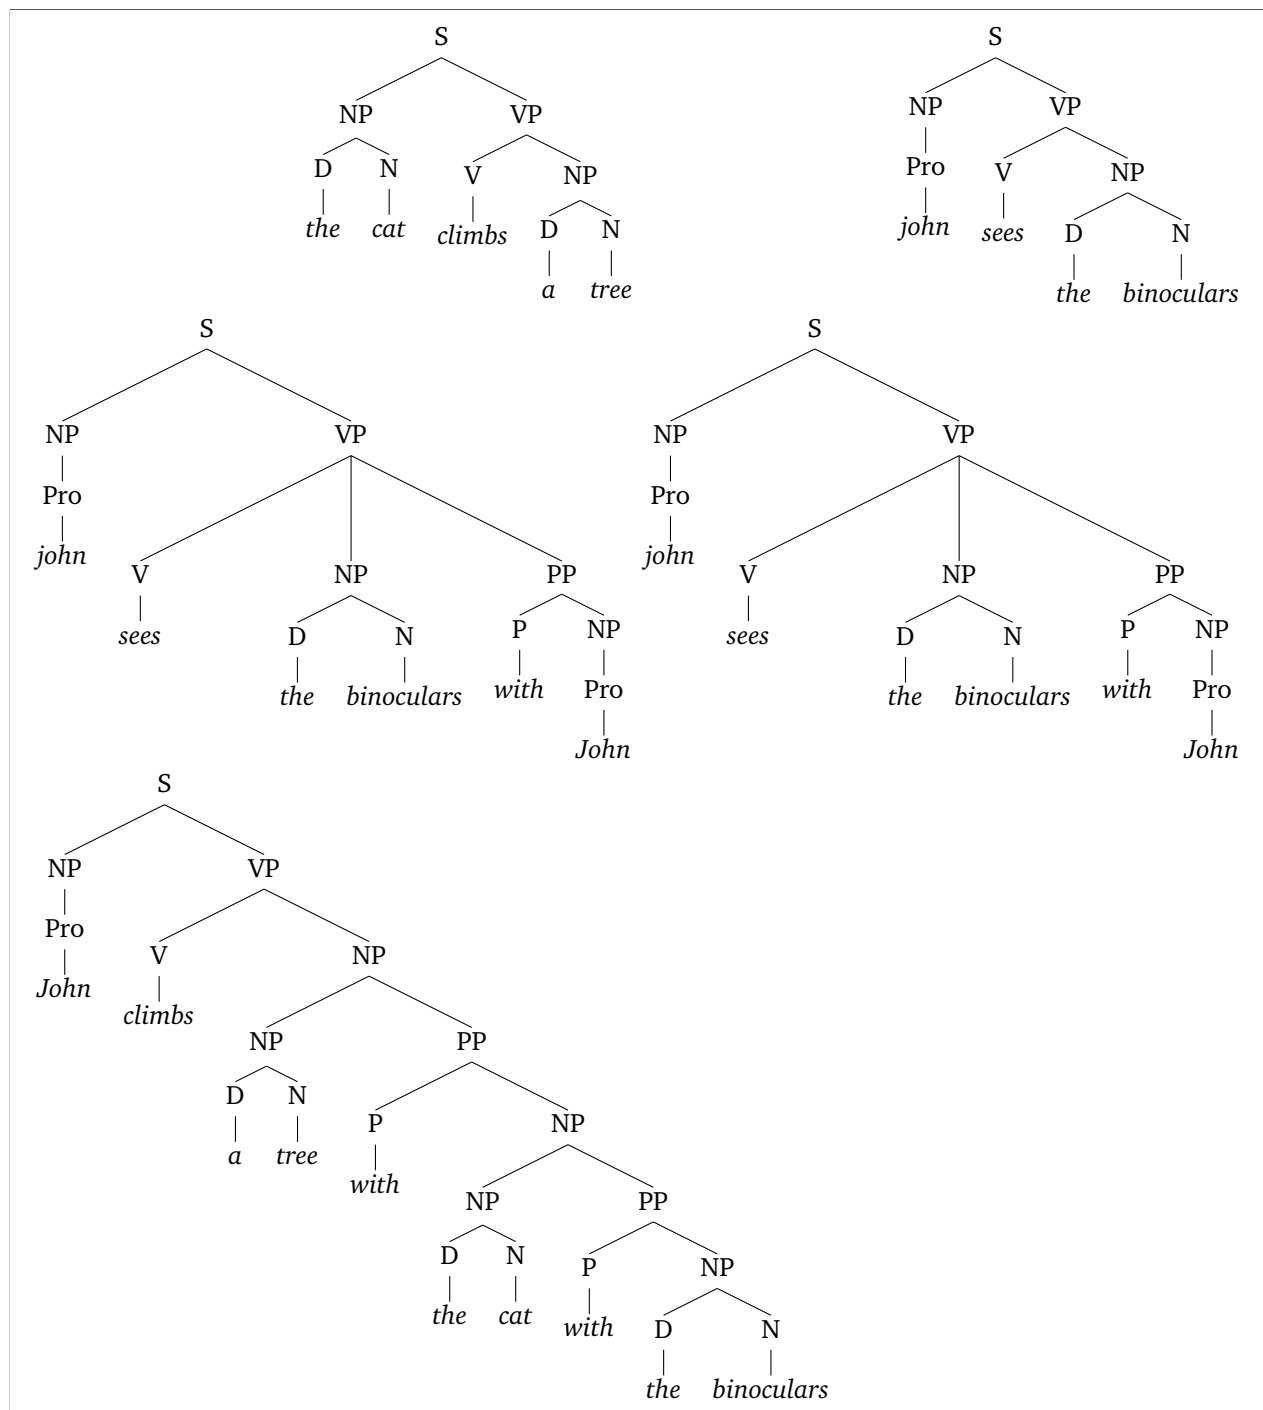 S S
NP VP NP VP
D N V NP Pro V NP
the cat climbs D N john sees D N
a tree the binoculars
S S
NP VP NP VP
Pro Pro
john V NP PP john V NP PP
sees D N P NP sees D N P NP
the binoculars with Pro the binoculars with Pro
John John
S
NP VP
Pro V NP
John climbs
NP PP
D N P NP
a tree with
NP PP
D N P NP
the cat with D N
the binoculars